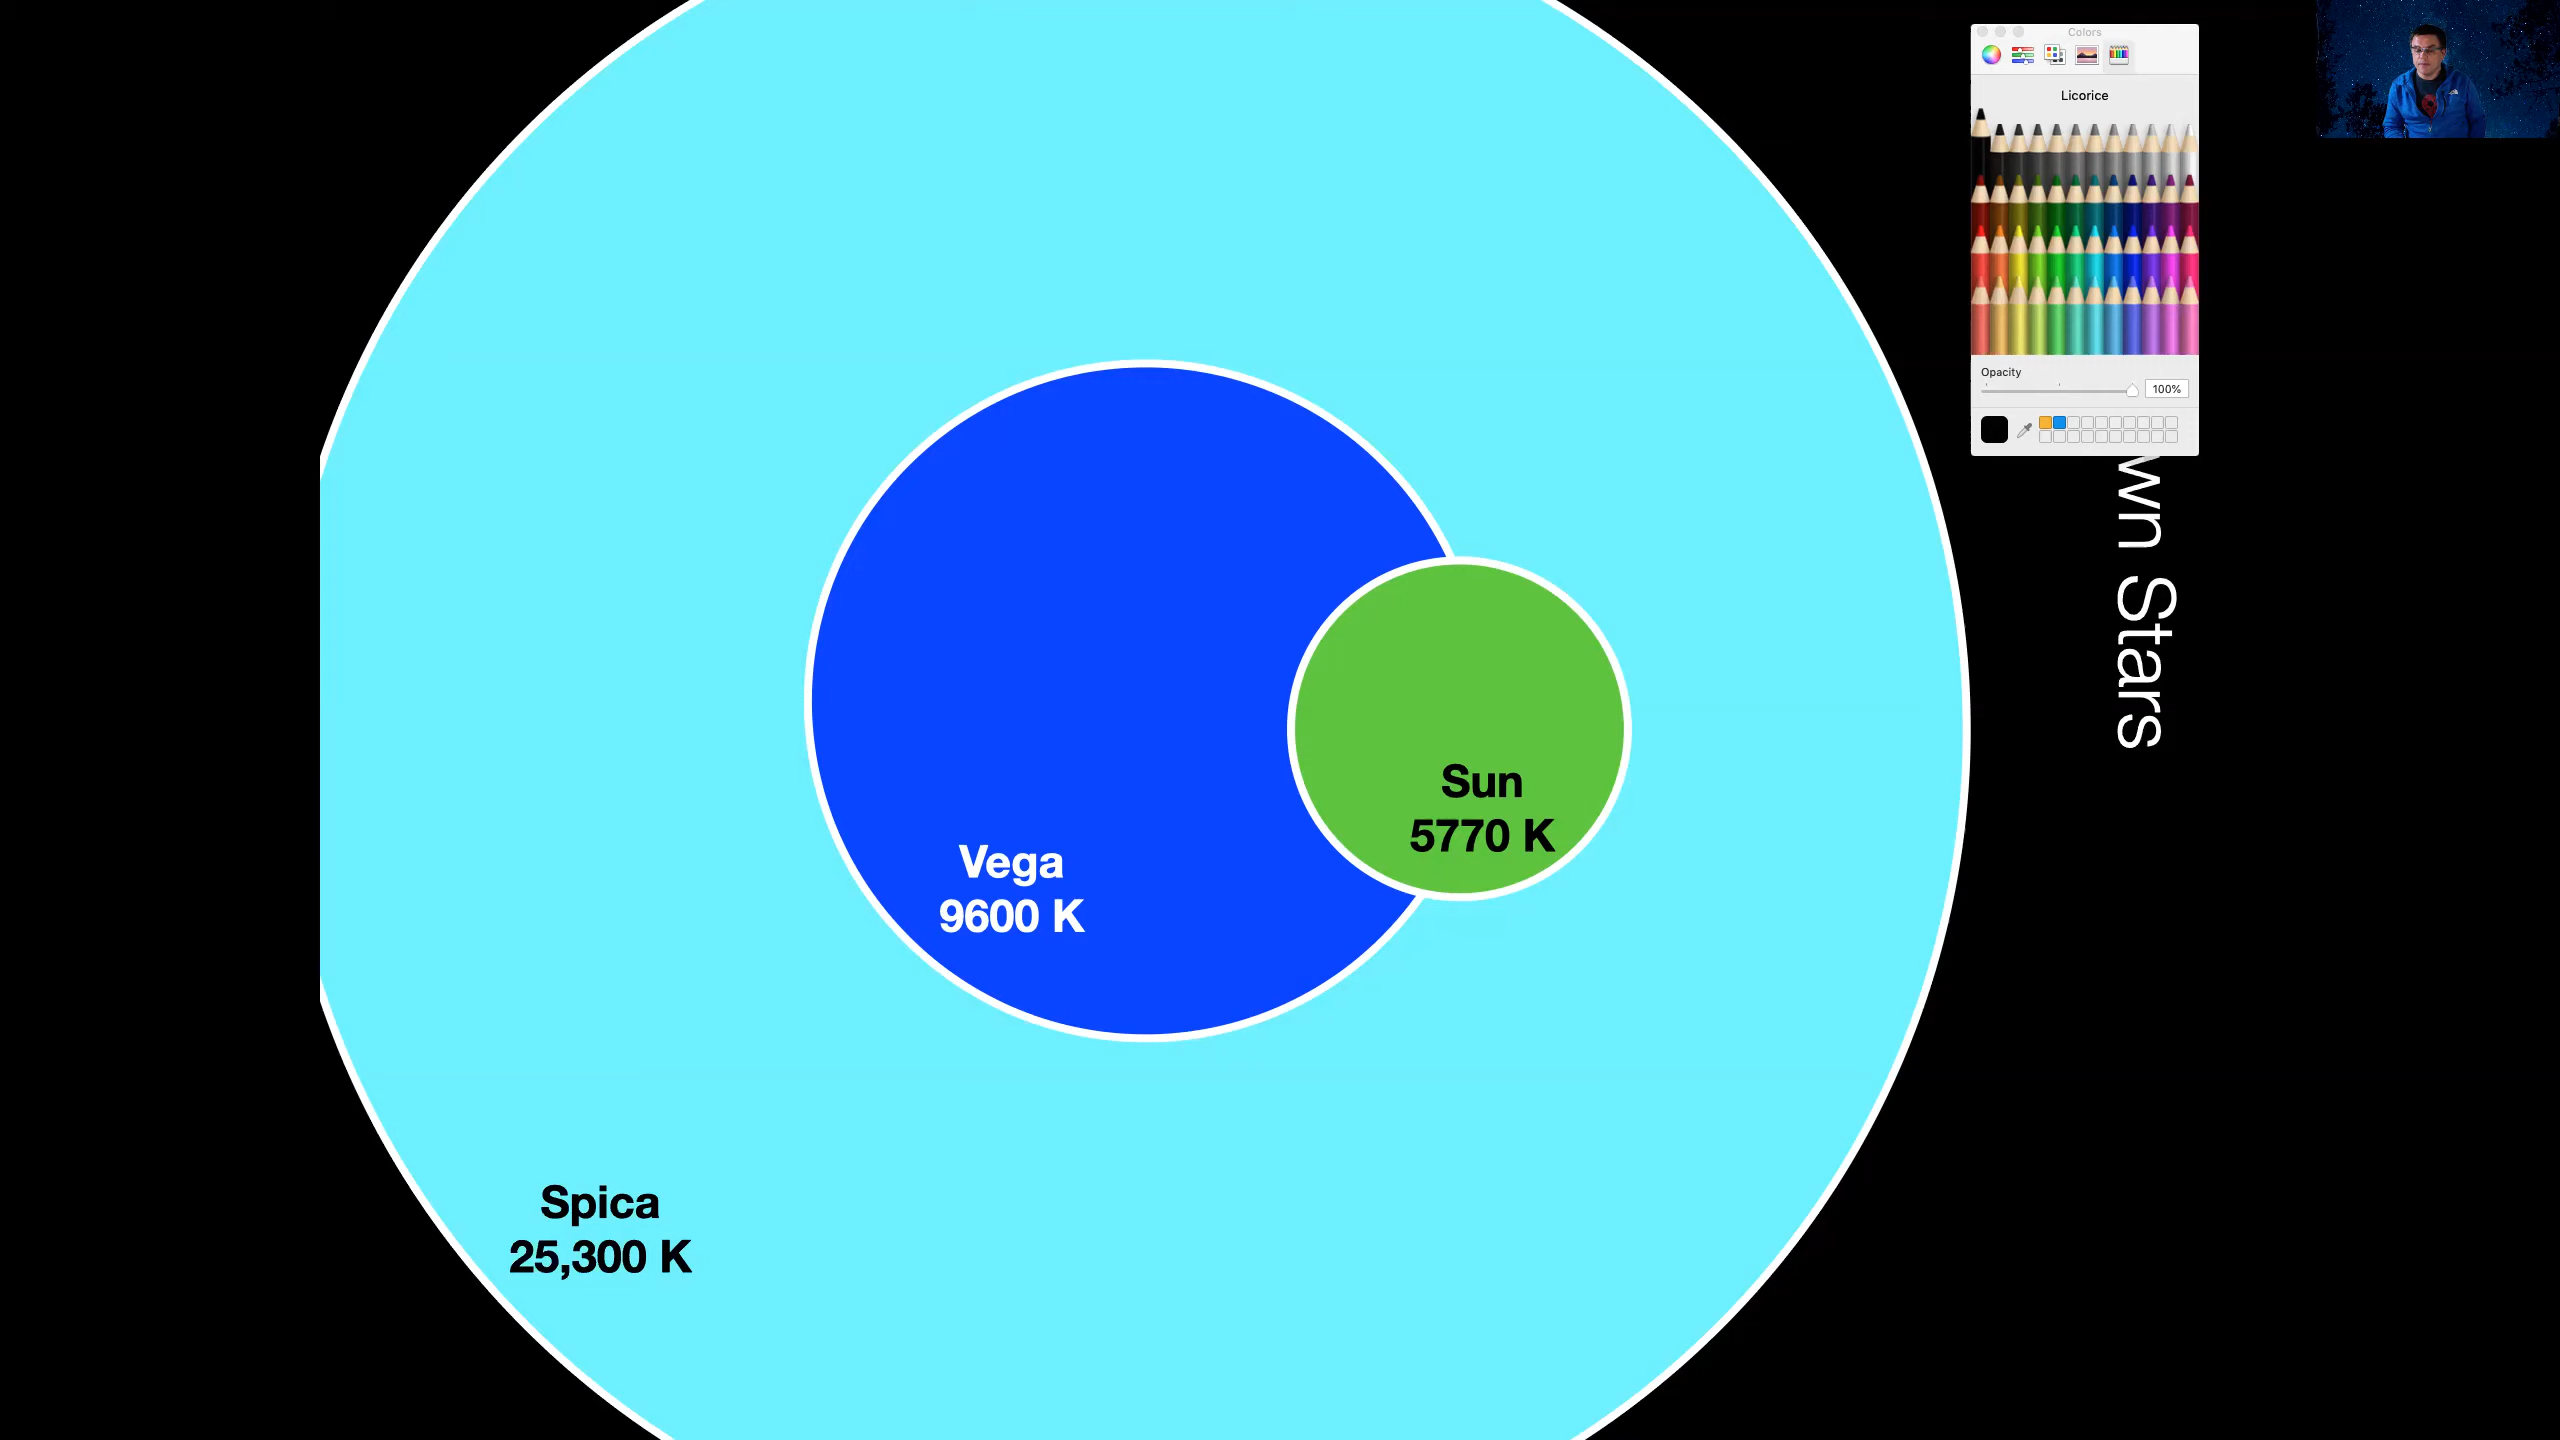 Colors
Licorice
Opacity
100%
wn Stars
Sun
5770 K
Vega
9600 K
Spica
25,300 K